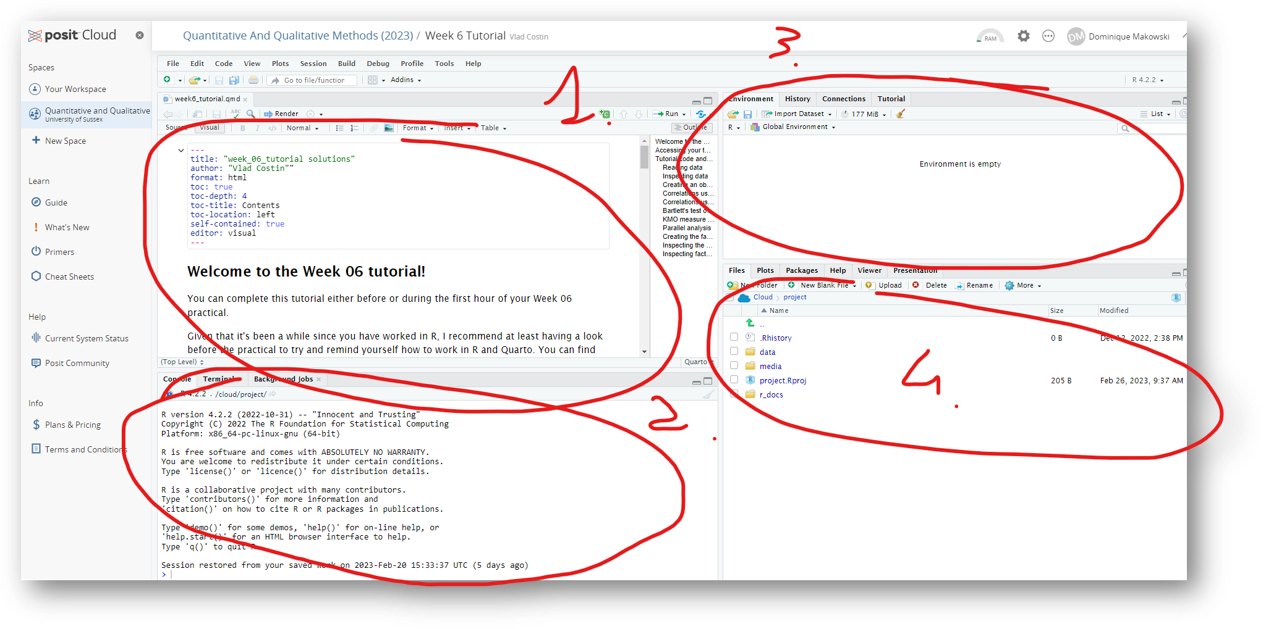 posit Cloud
Quantitative And Qualitative Methods (2023) / Week 6 Tutorial Vlad Costin
RAM
DM Dominique Makowski
Spaces
Your Workspace
Quantitative and Qualitative
University of Sussex
New Space
Learn
Guide
What's New
Primers
Cheat Sheets
Help
Current System Status
Posit Community
Info
Plans & Pricing
Terms and Conditions
File Edit Code View Plots Session Build Debug Profile Tools Help
Go to file/function Addins
R 4.2.2
1.
week6_tutorial.qmd
Render Run
Source Visual B I </> Normal Format Insert Table Outline
---
title: "week_06_tutorial solutions"
author: "Vlad Costin""
format: html
toc: true
toc-depth: 4
toc-title: Contents
toc-location: left
self-contained: true
editor: visual
---
Welcome to the Week 06 tutorial!
You can complete this tutorial either before or during the first hour of your Week 06
practical.
Given that it's been a while since you have worked in R, I recommend at least having a look
before the practical to try and remind yourself how to work in R and Quarto. You can find
(Top Level) Quarto
Welcome to the ...
Accessing your t...
Tutorial code and...
Reading data
Inspecting data
Creating an ob...
Correlations us...
Correlations us...
Bartlett's test o
KMO measure ...
Parallel analysis
Creating the fa...
Inspecting the ...
Inspecting fact...
2.
Console Terminal Background Jobs
R 4.2.2 . /cloud/project/
R version 4.2.2 (2022-10-31) -- "Innocent and Trusting"
Copyright (C) 2022 The R Foundation for Statistical Computing
Platform: x86_64-pc-linux-gnu (64-bit)
R is free software and comes with ABSOLUTELY NO WARRANTY.
You are welcome to redistribute it under certain conditions.
Type 'license()' or 'licence()' for distribution details.
R is a collaborative project with many contributors.
Type 'contributors()' for more information and
'citation()' on how to cite R or R packages in publications.
Type 'demo()' for some demos, 'help()' for on-line help, or
'help.start()' for an HTML browser interface to help.
Type 'q()' to quit R.
Session restored from your saved work on 2023-Feb-20 15:33:37 UTC (5 days ago)
>
3.
Environment History Connections Tutorial
Import Dataset 177 MiB List
R Global Environment
Environment is empty
4.
Files Plots Packages Help Viewer Presentation
New Folder New Blank File Upload Delete Rename More
Cloud project
Name Size Modified
..
.Rhistory 0 B Dec 12, 2022, 2:38 PM
data
media
project.Rproj 205 B Feb 26, 2023, 9:37 AM
r_docs